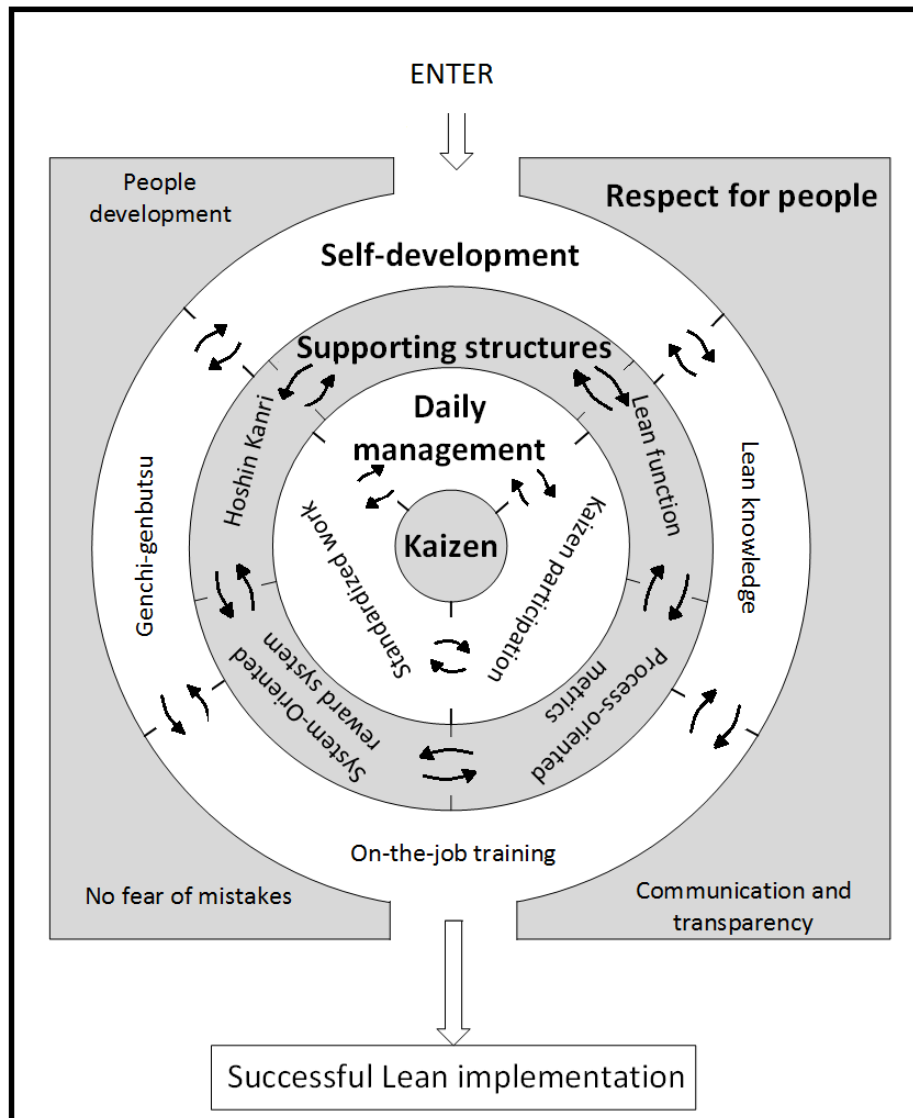 ENTER
People
development
Respect for people
Self-development
Supporting structures
Daily
management
Hoshin Kanri
Lean function
Genchi-genbutsu
Lean knowledge
Kaizen
Standardized work
Kaizen participation
System-Oriented
reward system
Process-oriented
metrics
On-the-job training
No fear of mistakes
Communication and
transparency
Successful Lean implementation